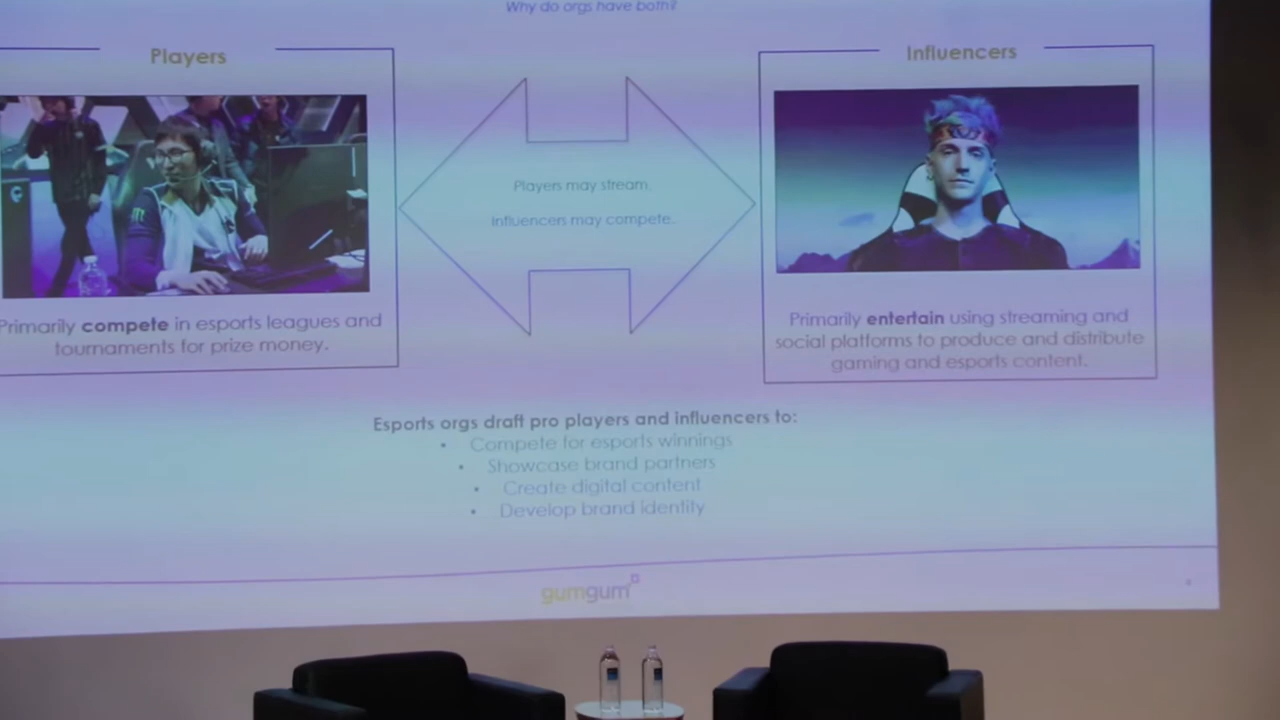 Why do orgs have both?
Players
Influencers
Players may stream.
Influencers may compete.
Primarily compete in esports leagues and
tournaments for prize money.
Primarily entertain using streaming and
social platforms to produce and distribute
gaming and esports content.
Esports orgs draft pro players and influencers to:
• Compete for esports winnings
• Showcase brand partners
• Create digital content
• Develop brand identity
gumgum